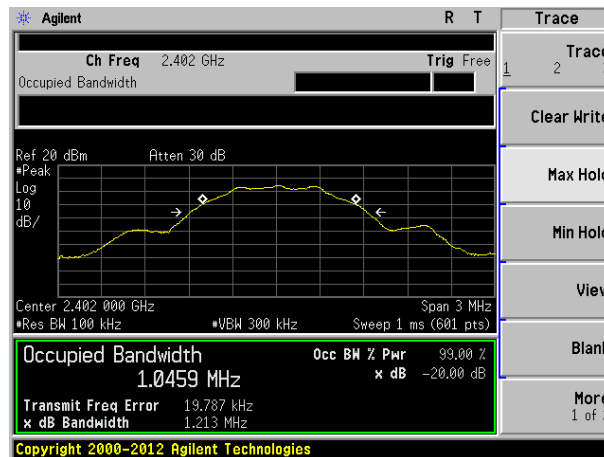 Agilent R T Trace
Ch Freq 2.402 GHz Trig Free
Occupied Bandwidth
Trace
1 2
Clear Write
Max Hold
Min Hold
View
Blank
More
1 of
Ref 20 dBm Atten 30 dB
#Peak
Log
10
dB/
Center 2.402 000 GHz Span 3 MHz
#Res BW 100 kHz #VBW 300 kHz Sweep 1 ms (601 pts)
Occupied Bandwidth Occ BW % Pwr 99.00 %
1.0459 MHz x dB -20.00 dB
Transmit Freq Error 19.787 kHz
x dB Bandwidth 1.213 MHz
Copyright 2000-2012 Agilent Technologies